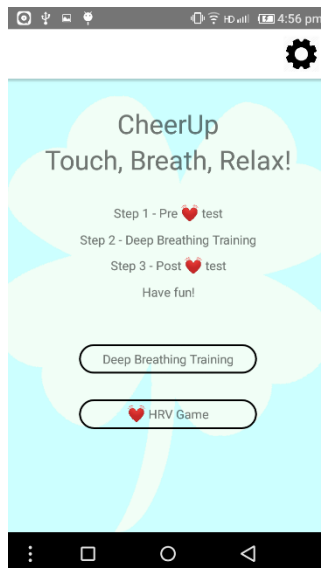 HD 4:56 pm
CheerUp
Touch, Breath, Relax!
Step 1 - Pre test
Step 2 - Deep Breathing Training
Step 3 - Post test
Have fun!
Deep Breathing Training
HRV Game